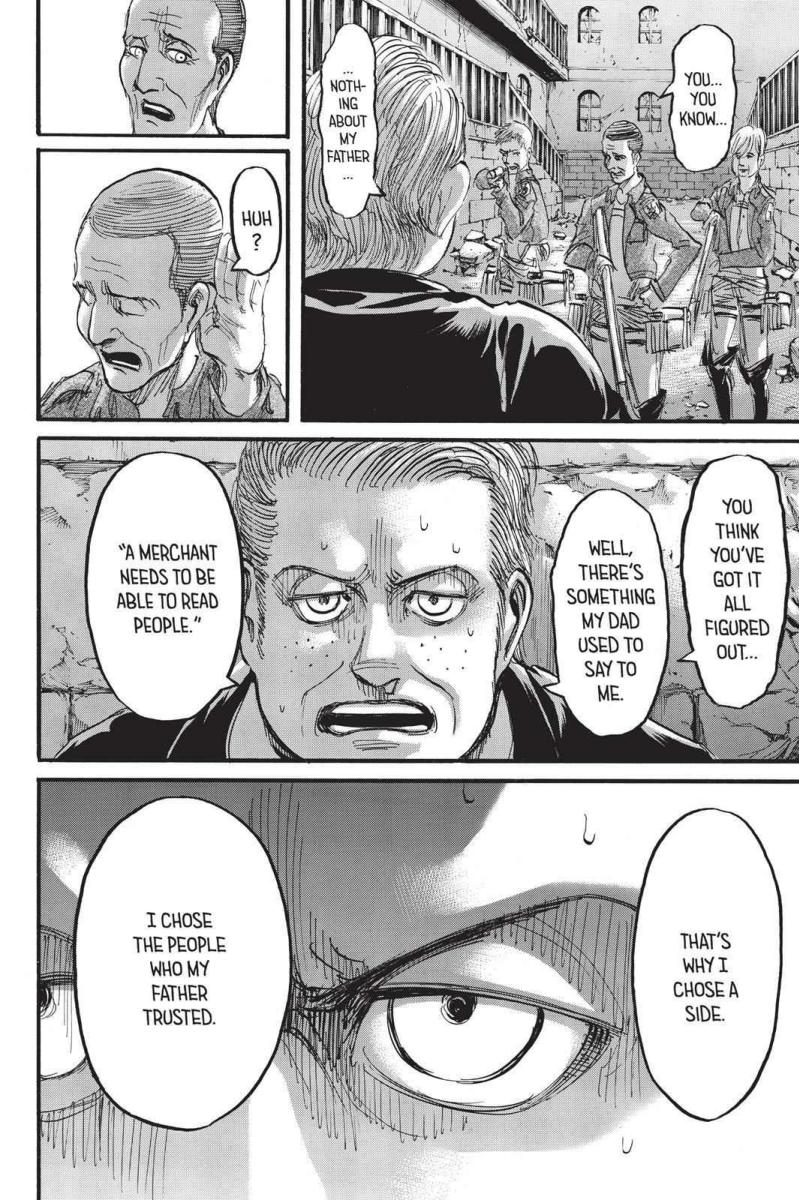 YOU...
YOU
KNOW...
...
NOTH-
ING
ABOUT
MY
FATHER
...
HUH
?
YOU
THINK
YOU'VE
GOT IT
ALL
FIGURED
OUT...
WELL,
THERE'S
SOMETHING
MY DAD
USED TO
SAY TO
ME.
"A MERCHANT
NEEDS TO BE
ABLE TO READ
PEOPLE."
THAT'S
WHY I
CHOSE A
SIDE.
I CHOSE
THE PEOPLE
WHO MY
FATHER
TRUSTED.